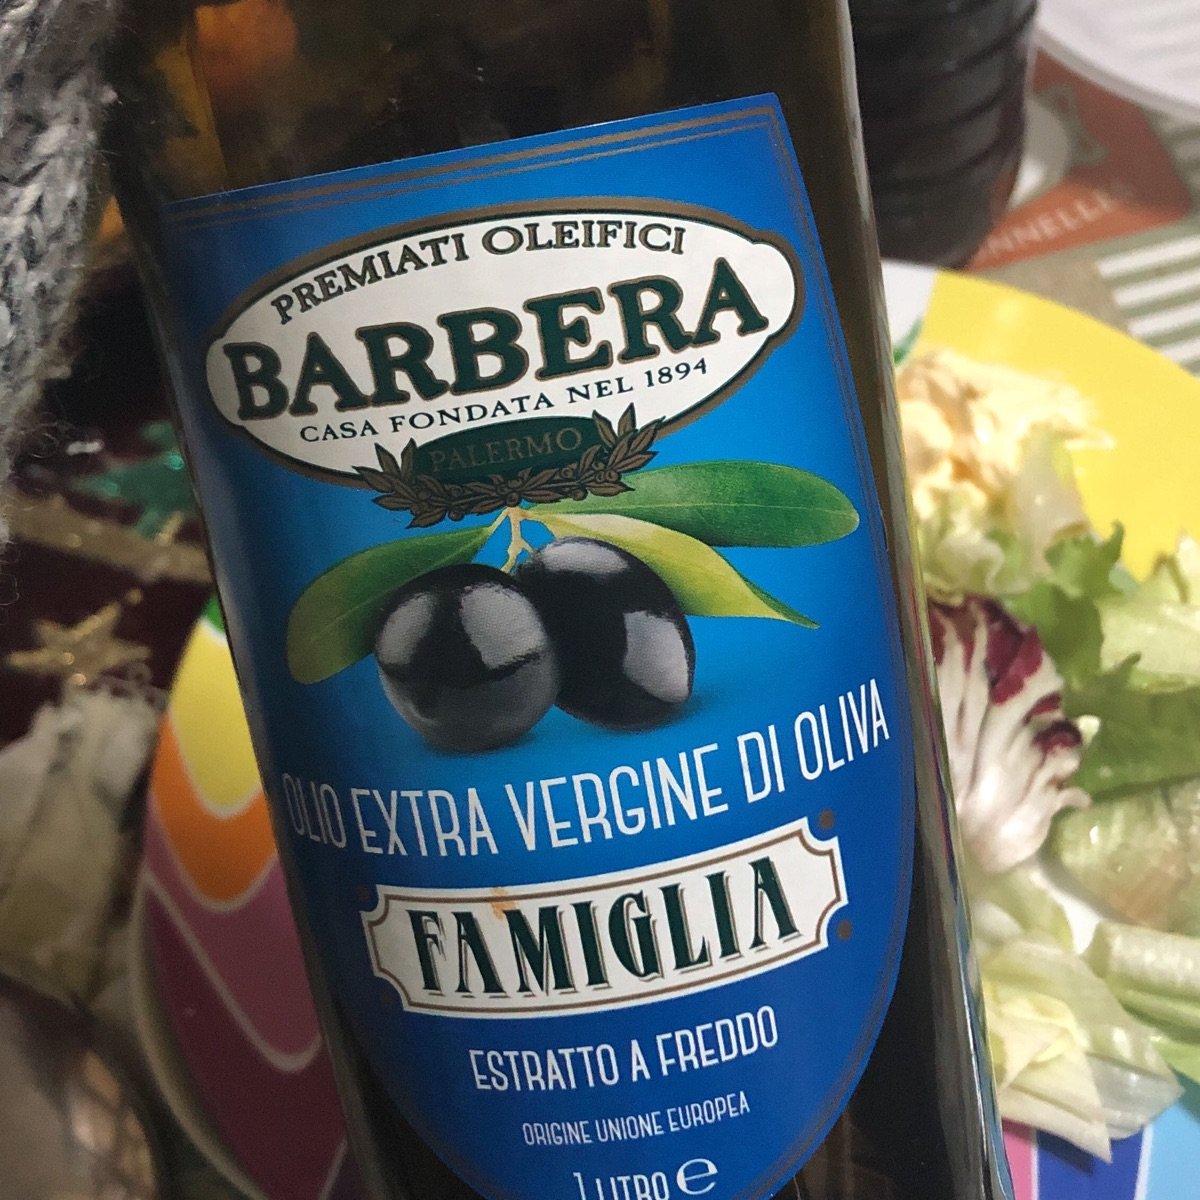 PREMIATI OLEIFICI
BARBERA
CASA FONDATA NEL 1894
PALERMO
OLIO EXTRA VERGINE DI OLIVA
FAMIGLIA
ESTRATTO A FREDDO
ORIGINE UNIONE EUROPEA
1 LITRO e